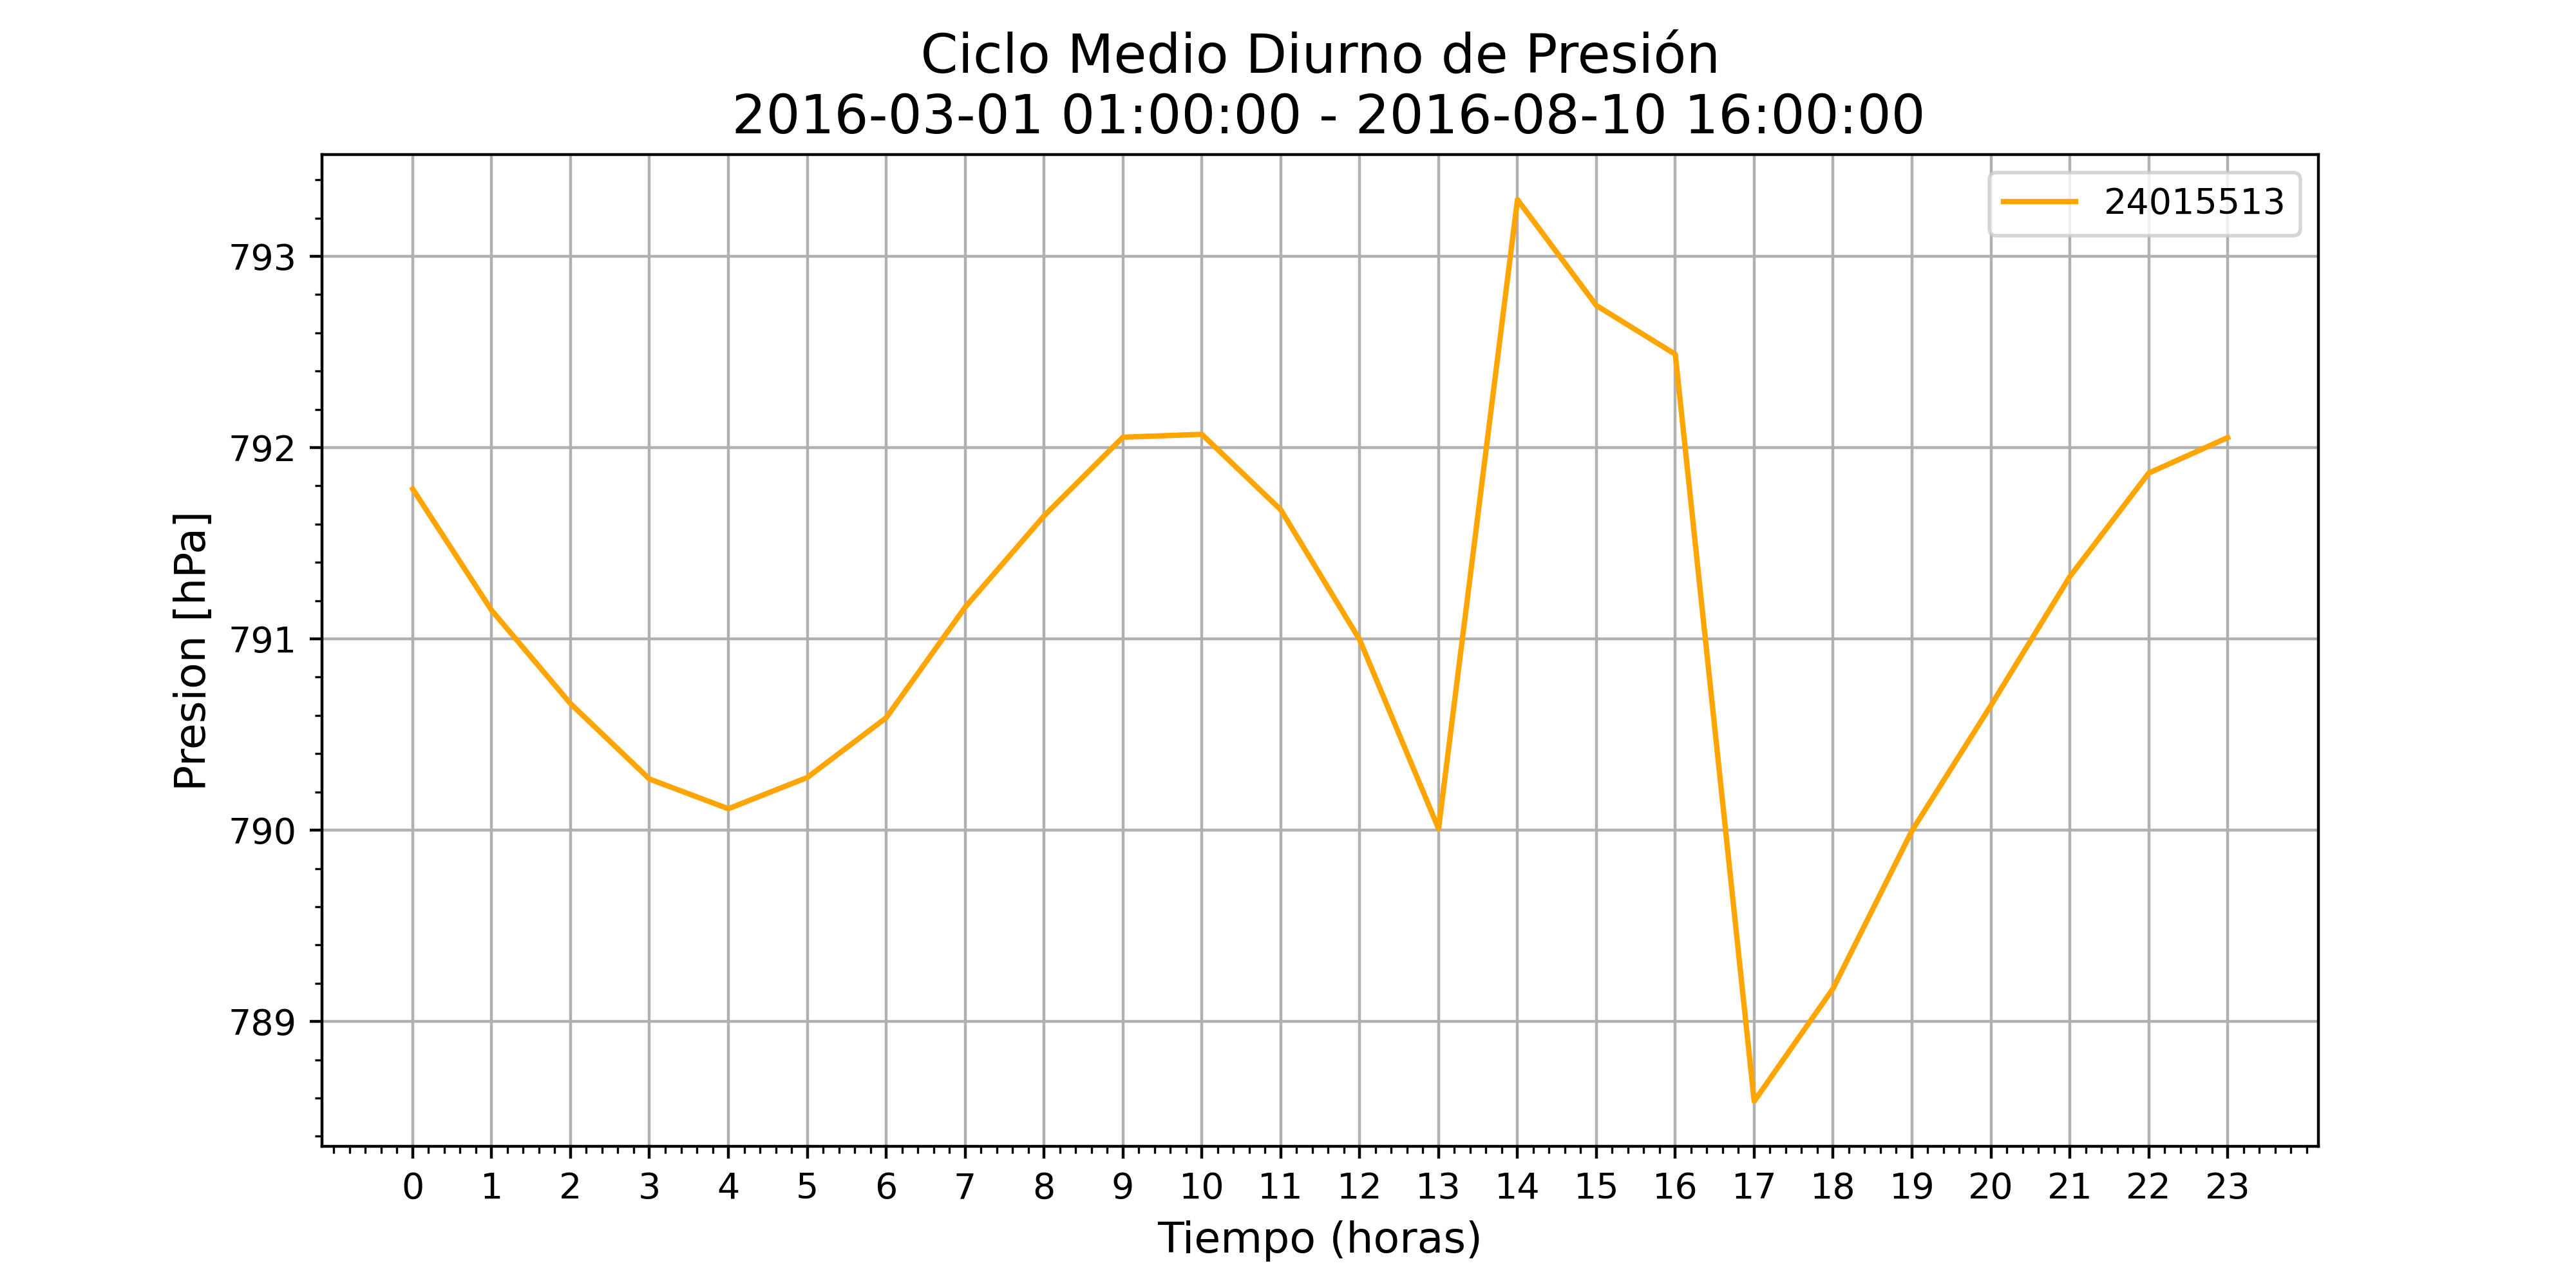 Ciclo Medio Diurno de Presión
2016-03-01 01:00:00 - 2016-08-10 16:00:00
24015513
Presion [hPa]
793
792
791
790
789
0 1 2 3 4 5 6 7 8 9 10 11 12 13 14 15 16 17 18 19 20 21 22 23
Tiempo (horas)